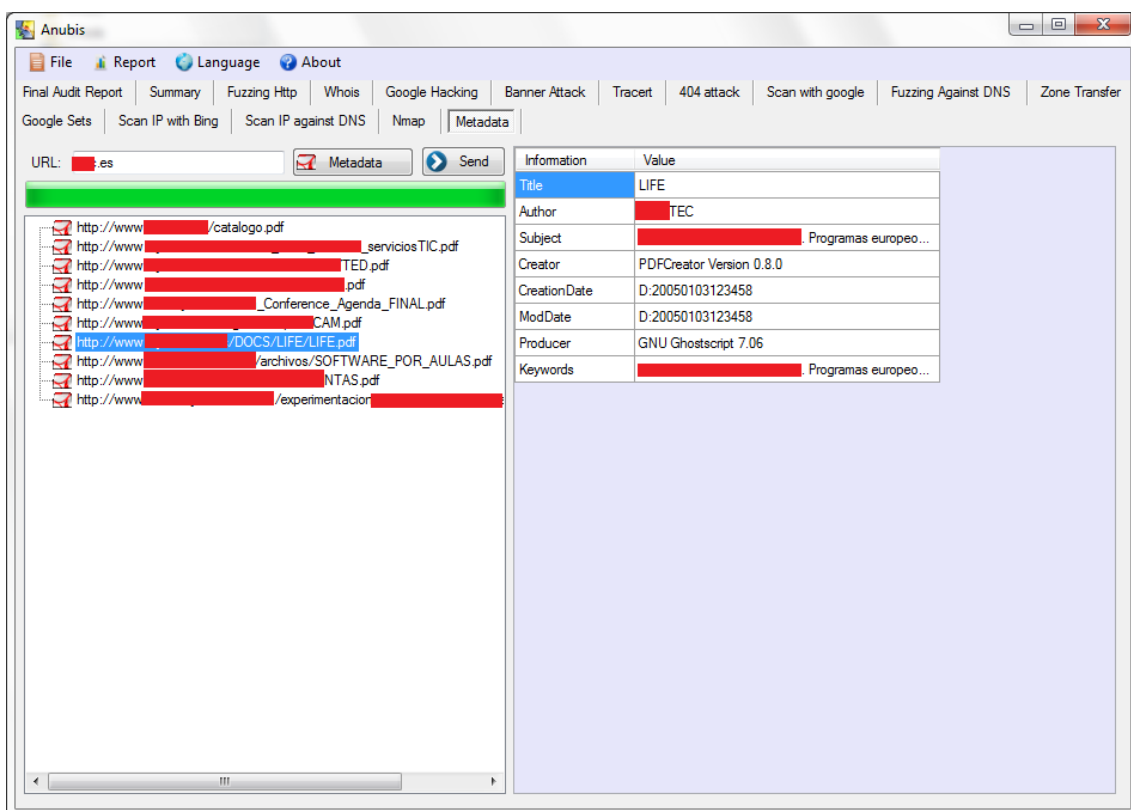 Anubis
File Report Language About
Final Audit Report Summary Fuzzing Http Whois Google Hacking Banner Attack Tracert 404 attack Scan with google Fuzzing Against DNS Zone Transfer
Google Sets Scan IP with Bing Scan IP against DNS Nmap Metadata
URL: .es Metadata Send
http://www /catalogo.pdf
http://www _serviciosTIC.pdf
http://www TED.pdf
http://www .pdf
http://www _Conference_Agenda_FINAL.pdf
http://www CAM.pdf
http://www /DOCS/LIFE/LIFE.pdf
http://www /archivos/SOFTWARE_POR_AULAS.pdf
http://www NTAS.pdf
http://www /experimentacion
Information Value
Title LIFE
Author TEC
Subject . Programas europeo...
Creator PDFCreator Version 0.8.0
CreationDate D:20050103123458
ModDate D:20050103123458
Producer GNU Ghostscript 7.06
Keywords . Programas europeo...